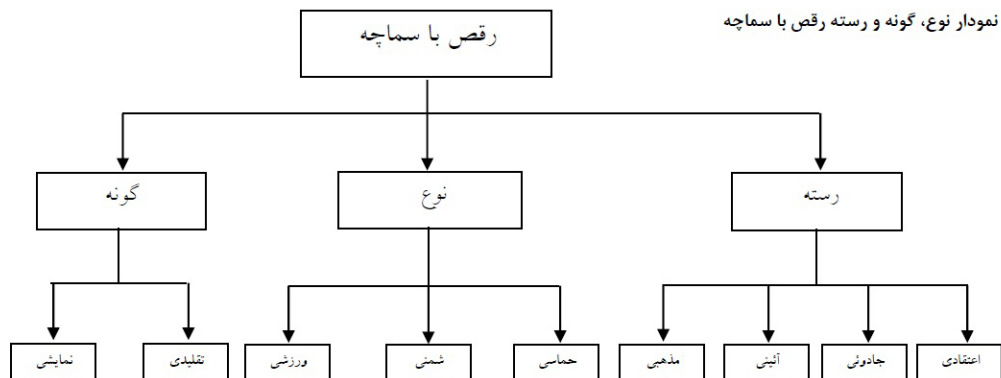 نمودار نوع، گونه و رسته رقص با سماچه
رقص با سماچه
رسته
نوع
گونه
اعتقادی
جادوئی
آئینی
مذهبی
حماسی
شمنی
ورزشی
تقلیدی
نمایشی